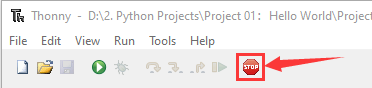 Thonny - D:\2. Python Projects\Project 01: Hello World\Project
File Edit View Run Tools Help
STOP